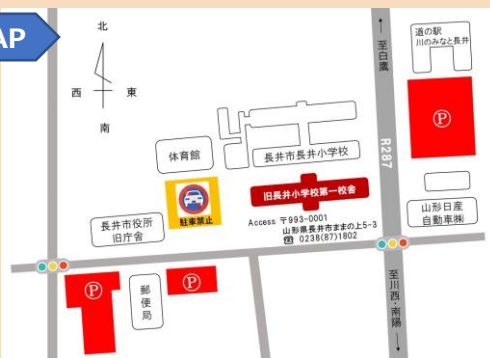 AP
北
西
東
南
至白鷹
R287
道の駅
川のみなと長井
P
体育館
長井市長井小学校
駐車禁止
旧長井小学校第一校舎
長井市役所
旧庁舎
Access 〒993-0001
山形県長井市ままの上5-3
☎ 0238(87)1802
山形日産
自動車㈱
P
郵便局
P
至川西・南陽